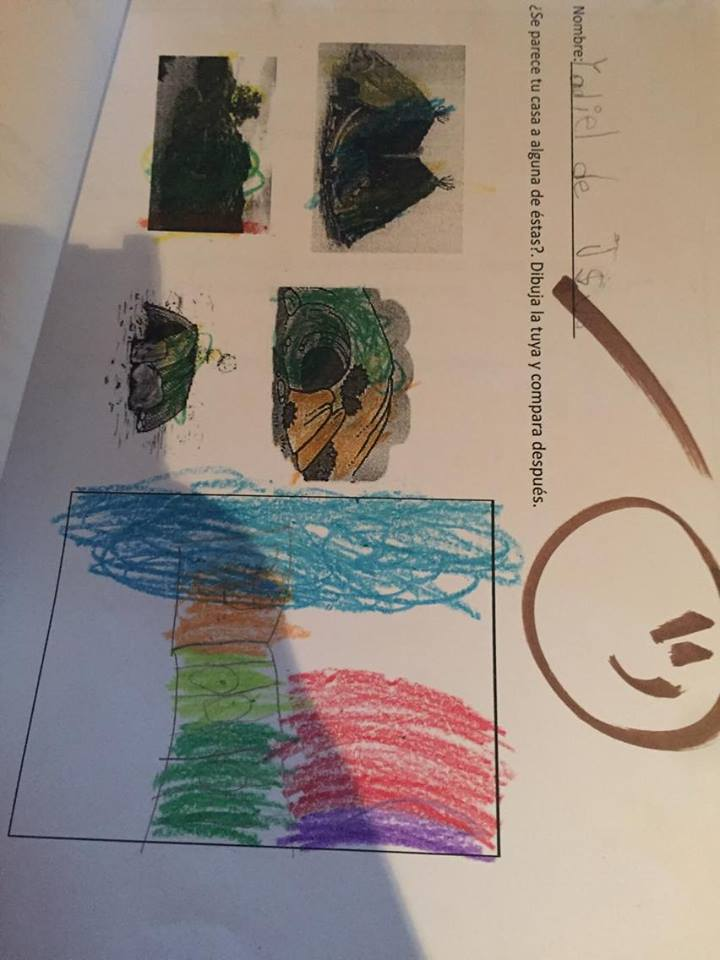 Nombre: Yadiel de
¿Se parece tu casa a alguna de éstas?. Dibuja la tuya y compara después.